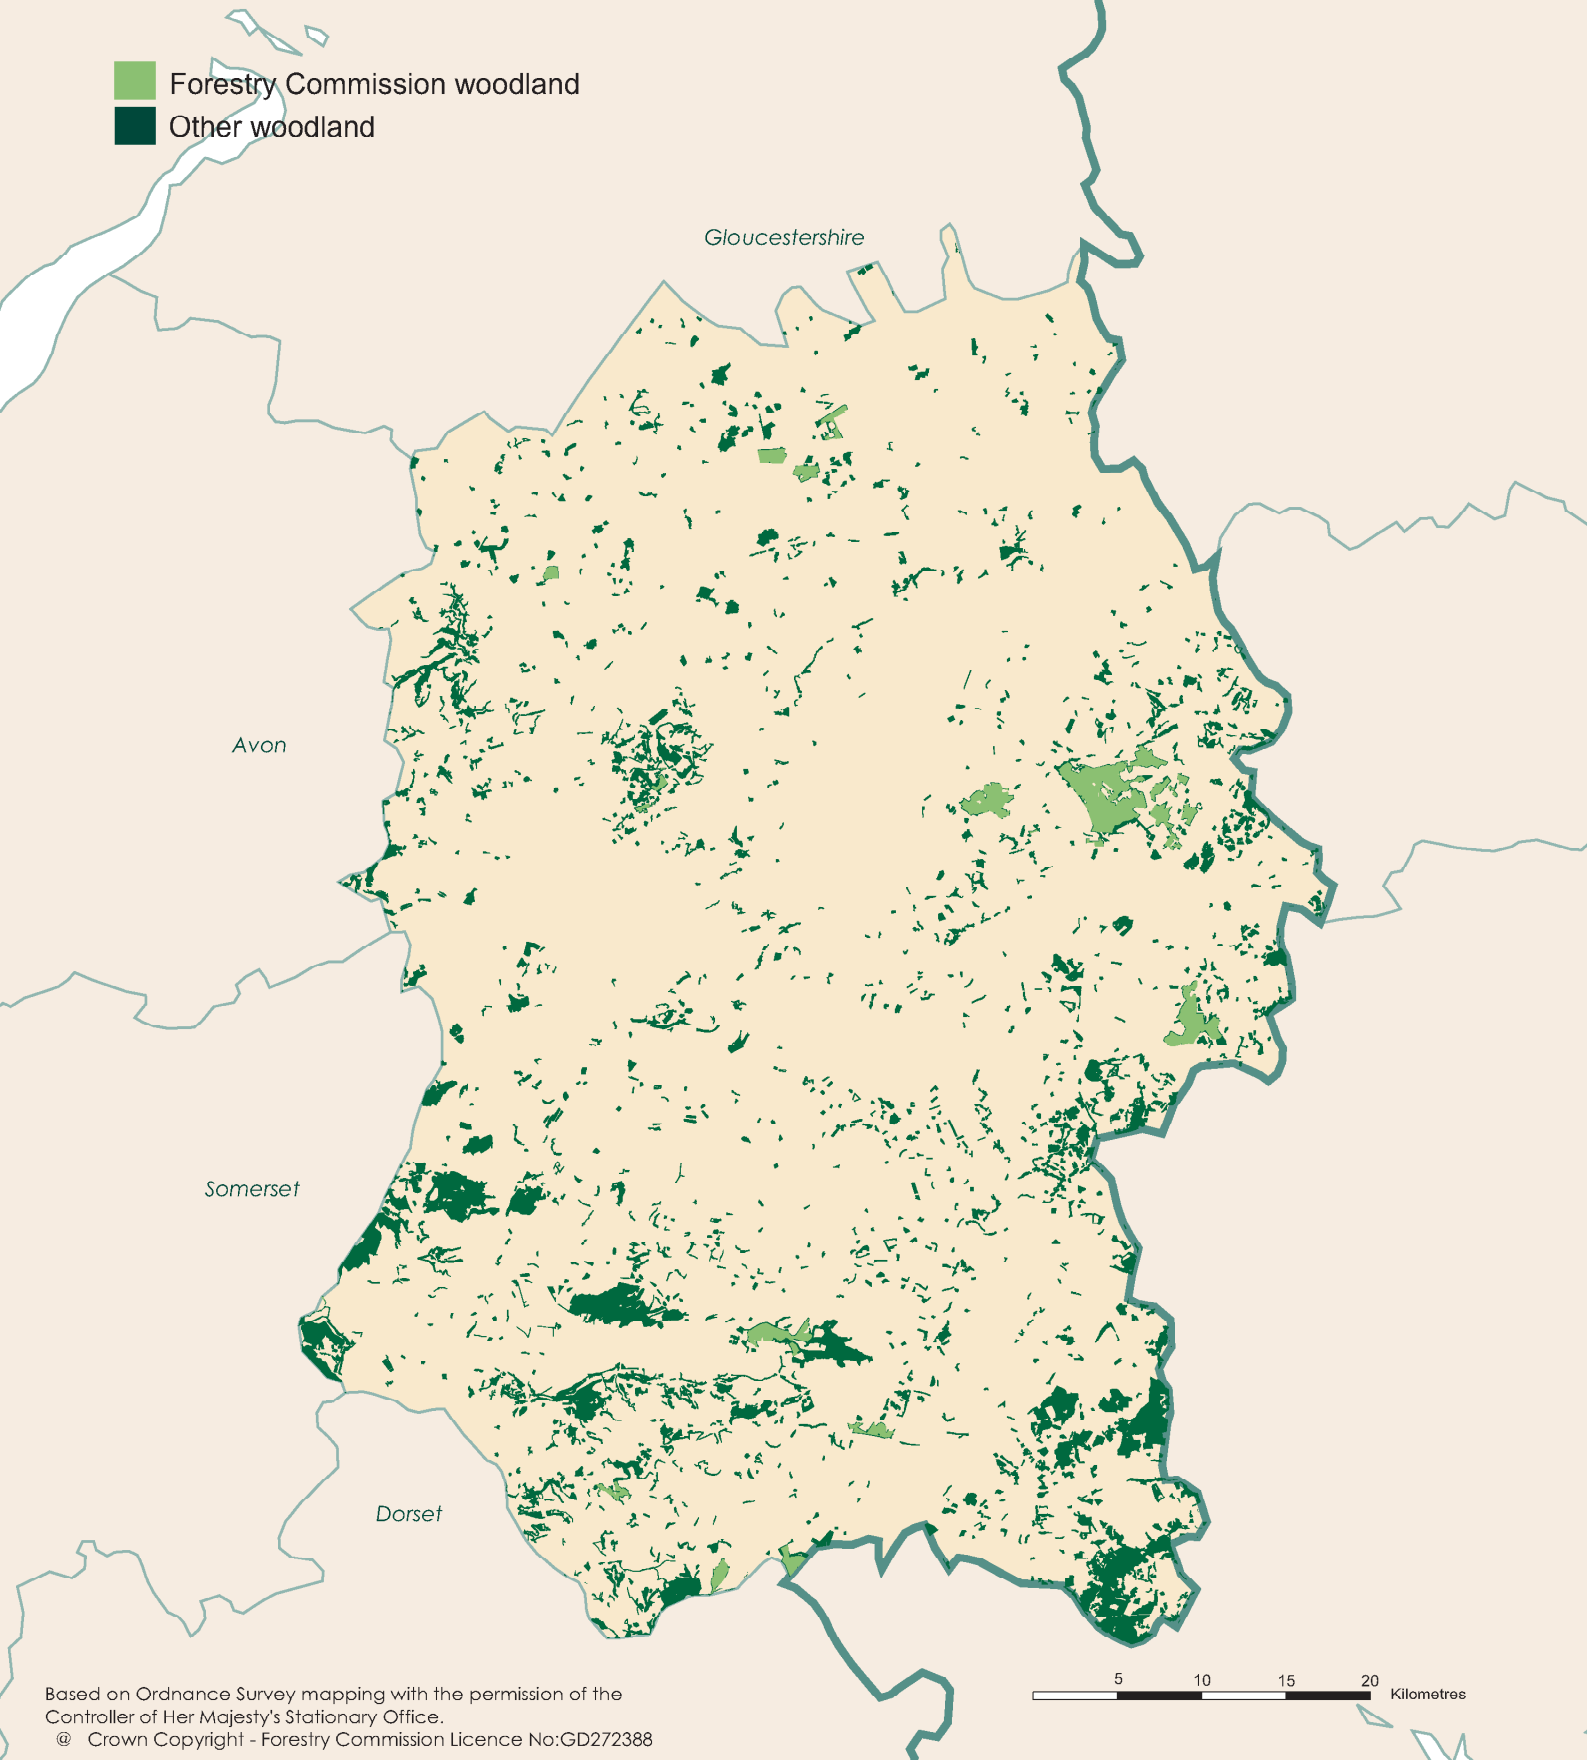 Forestry Commission woodland
Other woodland
Gloucestershire
Avon
Somerset
Dorset
5 10 15 20
Kilometres
Based on Ordnance Survey mapping with the permission of the
Controller of Her Majesty's Stationary Office.
@ Crown Copyright - Forestry Commission Licence No:GD272388